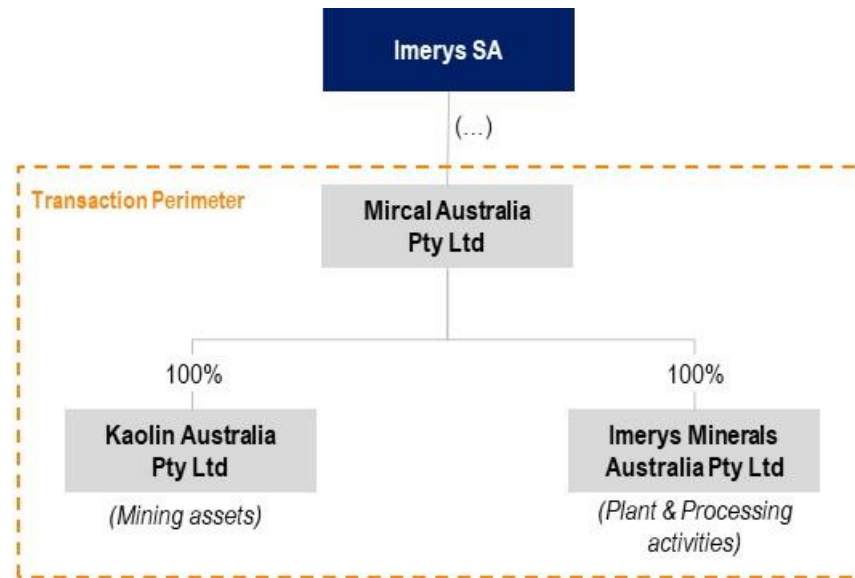 Imerys SA
(...)
Transaction Perimeter
Mircal Australia
Pty Ltd
100%
100%
Kaolin Australia
Pty Ltd
(Mining assets)
Imerys Minerals
Australia Pty Ltd
(Plant & Processing
activities)